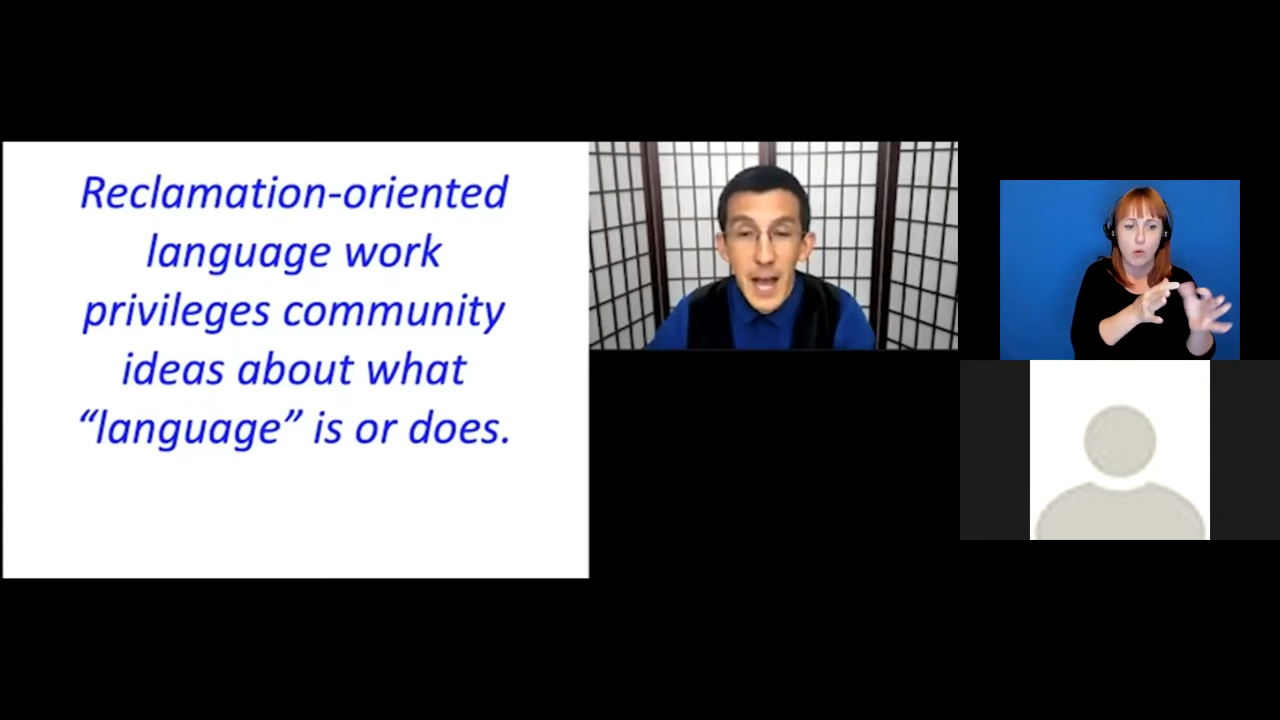 Reclamation-oriented
language work
privileges community
ideas about what
“language” is or does.